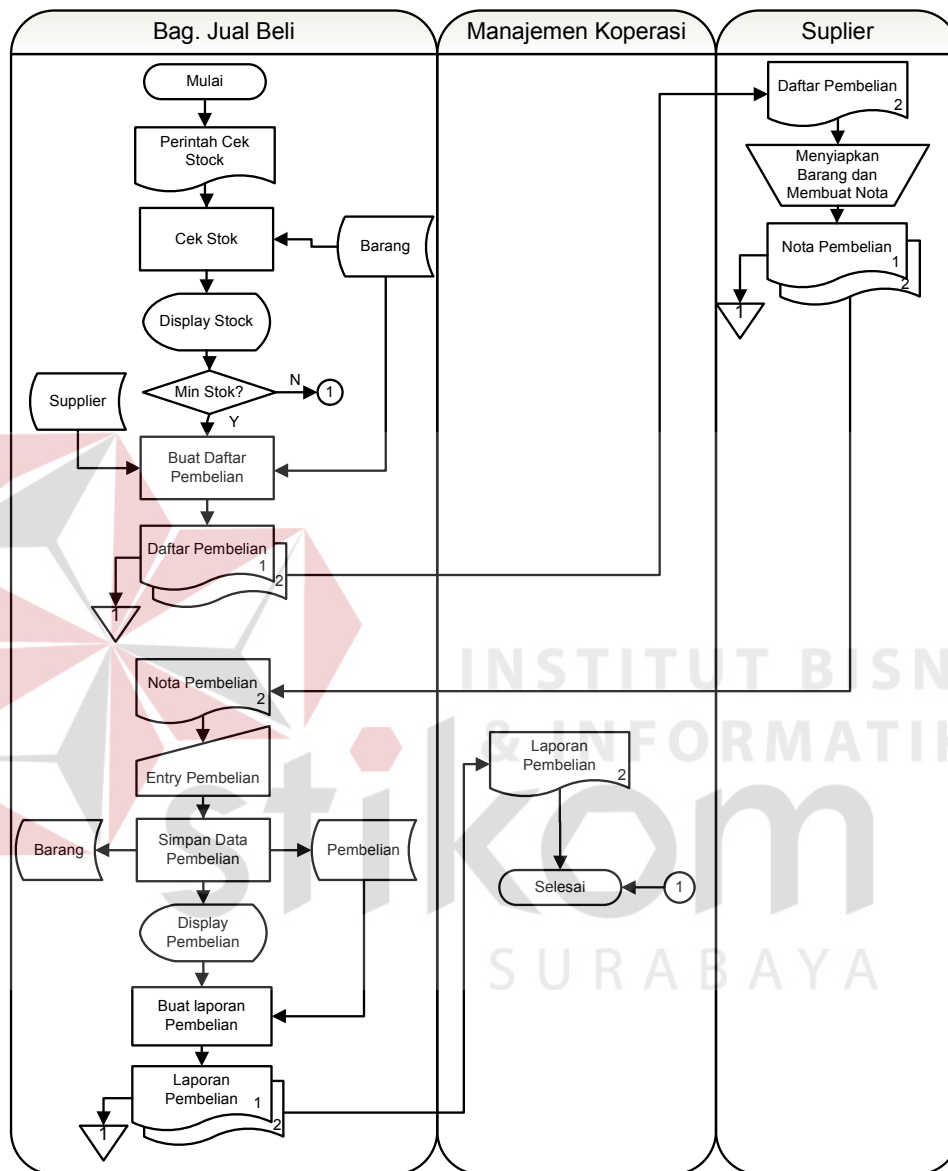 Bag. Jual Beli
Manajemen Koperasi
Suplier
Mulai
Perintah Cek
Stock
Cek Stok
Barang
Display Stock
Min Stok?
N
1
Y
Supplier
Buat Daftar
Pembelian
Daftar Pembelian
1
2
1
Nota Pembelian
2
Entry Pembelian
Simpan Data
Pembelian
Barang
Pembelian
Display
Pembelian
Buat laporan
Pembelian
Laporan
Pembelian
1
2
1
Laporan
Pembelian
2
Selesai
1
Daftar Pembelian
2
Menyiapkan
Barang dan
Membuat Nota
Nota Pembelian
1
2
1
INSTITUT BISN
& INFORMATIK
stikom
SURABAYA